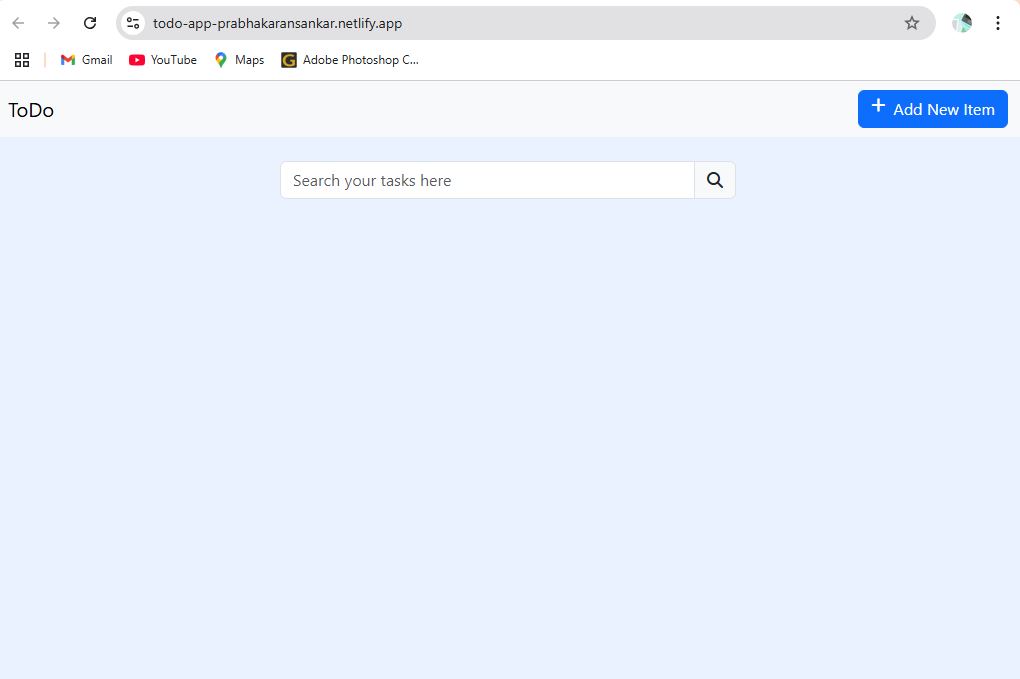 todo-app-prabhakaransankar.netlify.app
Gmail YouTube Maps Adobe Photoshop C...
ToDo + Add New Item
Search your tasks here